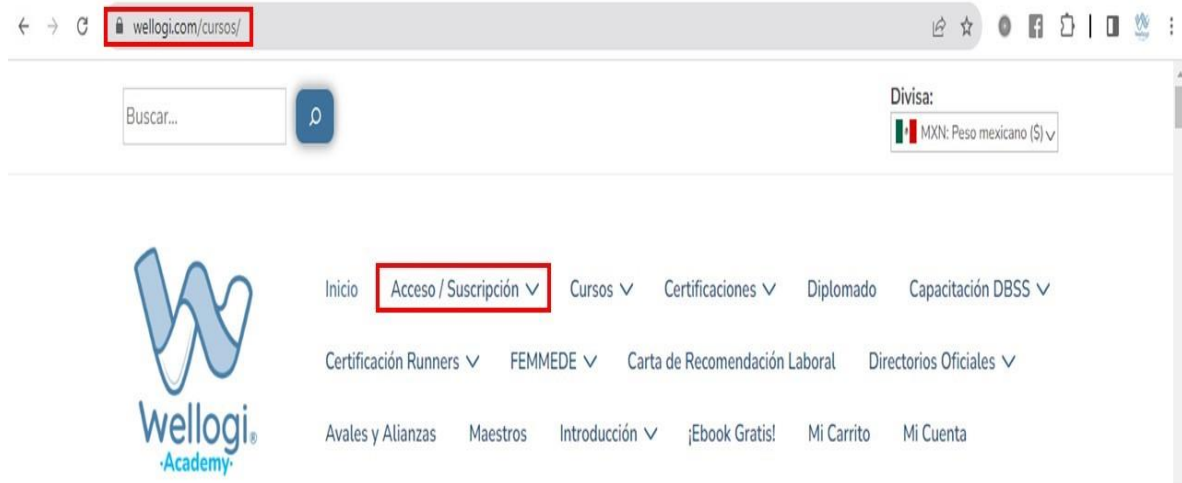 wellogi.com/cursos/
Buscar...
Divisa:
MXN: Peso mexicano ($)
Inicio Acceso / Suscripción Cursos Certificaciones Diplomado Capacitación DBSS
Certificación Runners FEMMEDE Carta de Recomendación Laboral Directorios Oficiales
Avales y Alianzas Maestros Introducción ¡Ebook Gratis! Mi Carrito Mi Cuenta
Wellogi®
·Academy·